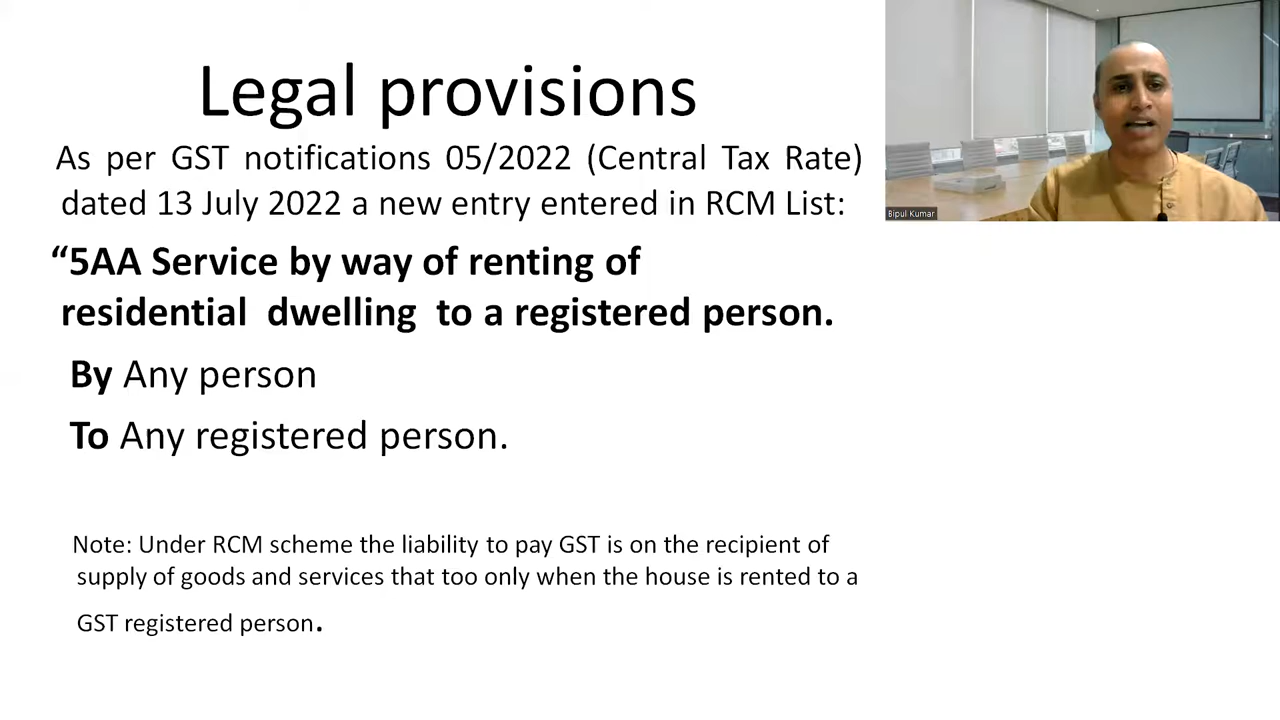 Legal provisions
As per GST notifications 05/2022 (Central Tax Rate)
dated 13 July 2022 a new entry entered in RCM List:
“5AA Service by way of renting of
residential dwelling to a registered person.
By Any person
To Any registered person.
Note: Under RCM scheme the liability to pay GST is on the recipient of
supply of goods and services that too only when the house is rented to a
GST registered person.
Bipul Kumar